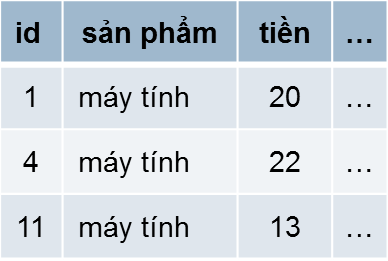 id sản phẩm tiền …
1 máy tính 20 …
4 máy tính 22 …
11 máy tính 13 …